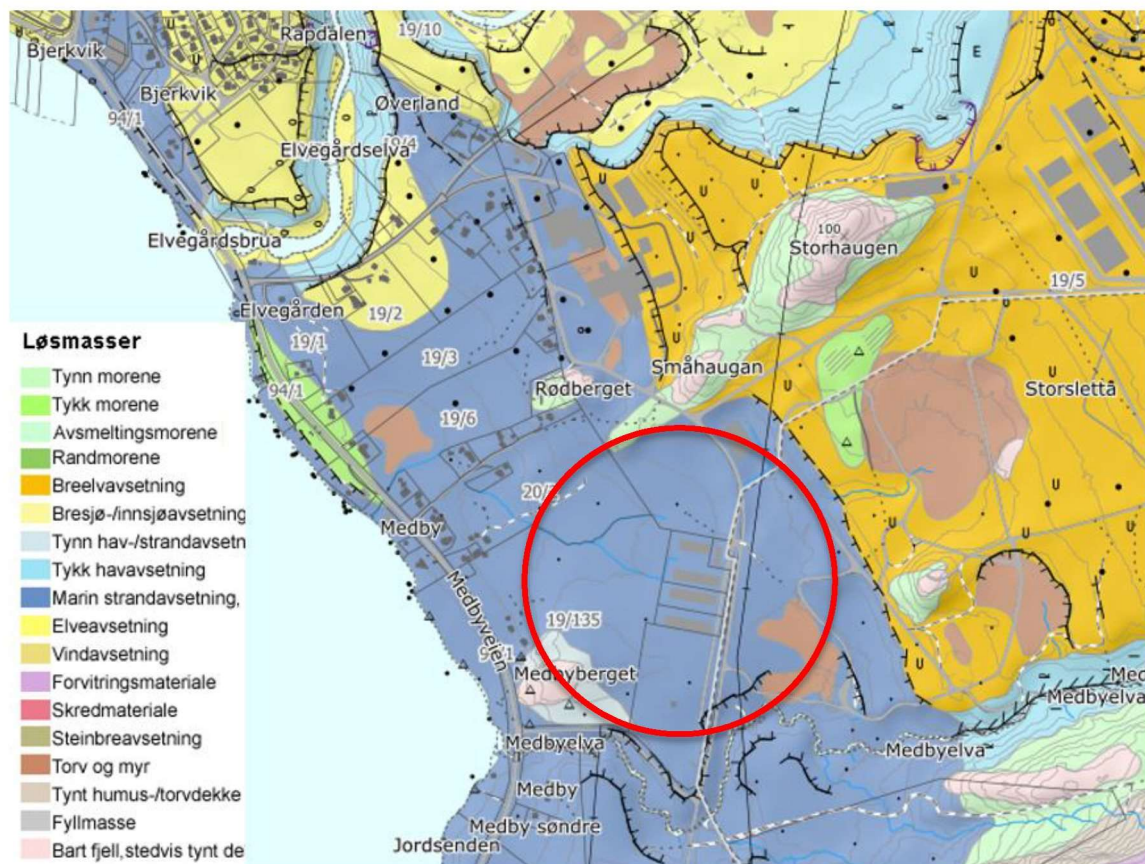 Rapdalen
19/10
Bjerkvik
E
Bjerkvik
Øverland
94/1
Elvegårdselva
19/4
U
U
U
100
Storhaugen
Elvegårdsbrua
U
U
19/5
Elvegården
19/2
U
U
Løsmasser
19/1
19/3
Småhaugan
Tynn morene
Rødberget
Storsletta
Tykk morene
94/1
19/6
U
Avsmeltingsmorene
Randmorene
Breelvavsetning
20/
U
U
Bresjø-/innsjøavsetning
Medby
Tynn hav-/strandavsetn
Tykk havavsetning
Medbyveien
Marin strandavsetning,
Elveavsetning
19/135
Vindavsetning
Medbyberget
U
Forvitringsmateriale
Med
Skredmateriale
Medbyelva
Steinbreavsetning
Medbyelva
Medbyelva
Torv og myr
Tynt humus-/torvdekke
Medby
Fyllmasse
Medby søndre
Bart fjell,stedvis tynt de
Jordsenden